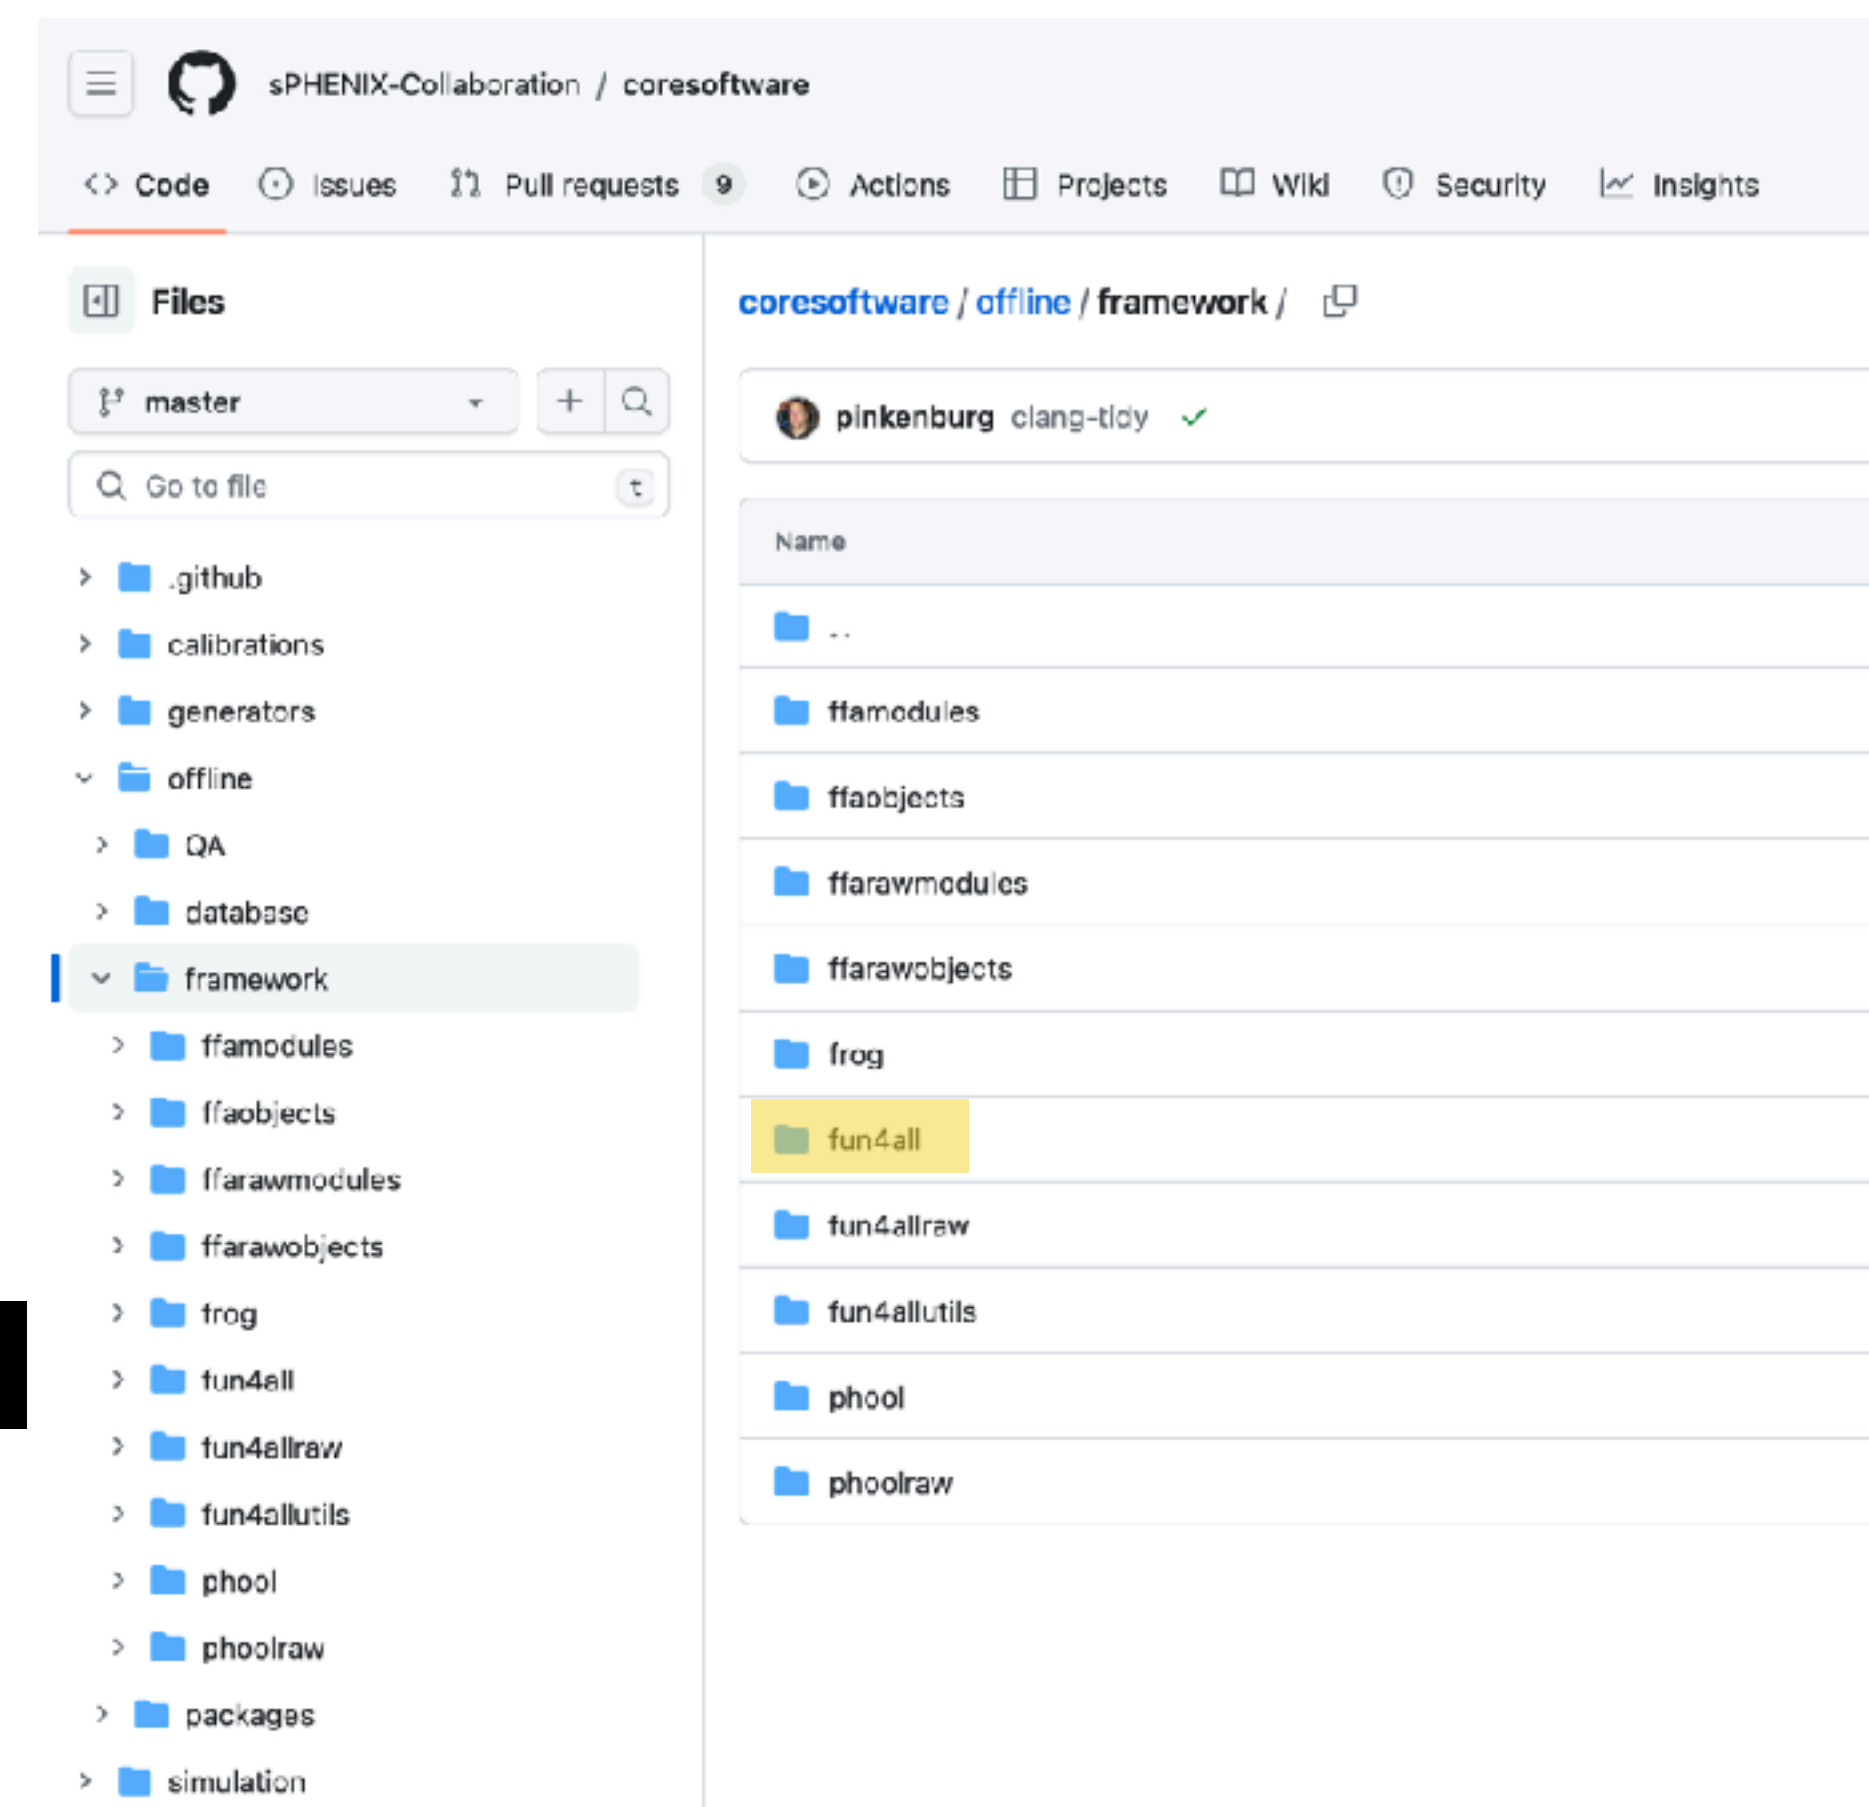 sPHENIX-Collaboration / coresoftware
Code Issues Pull requests 9 Actions Projects Wiki Security Insights
Files
master
Go to file t
.github
calibrations
generators
offline
QA
database
framework
ffamodules
ffaobjects
ffarawmodules
ffarawobjects
frog
fun4all
fun4allraw
fun4allutils
phool
phoolraw
packages
simulation
coresoftware / offline / framework /
pinkenburg clang-tidy
Name
..
ffamodules
ffaobjects
ffarawmodules
ffarawobjects
frog
fun4all
fun4allraw
fun4allutils
phool
phoolraw